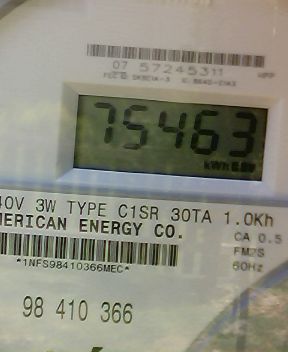 07 57245311
75463
kWh
40V 3W TYPE C1SR 30TA 1.0Kh
MERICAN ENERGY CO.
CA 0.5
FM2S
60Hz
*1NFS98410366MEC*
98 410 366